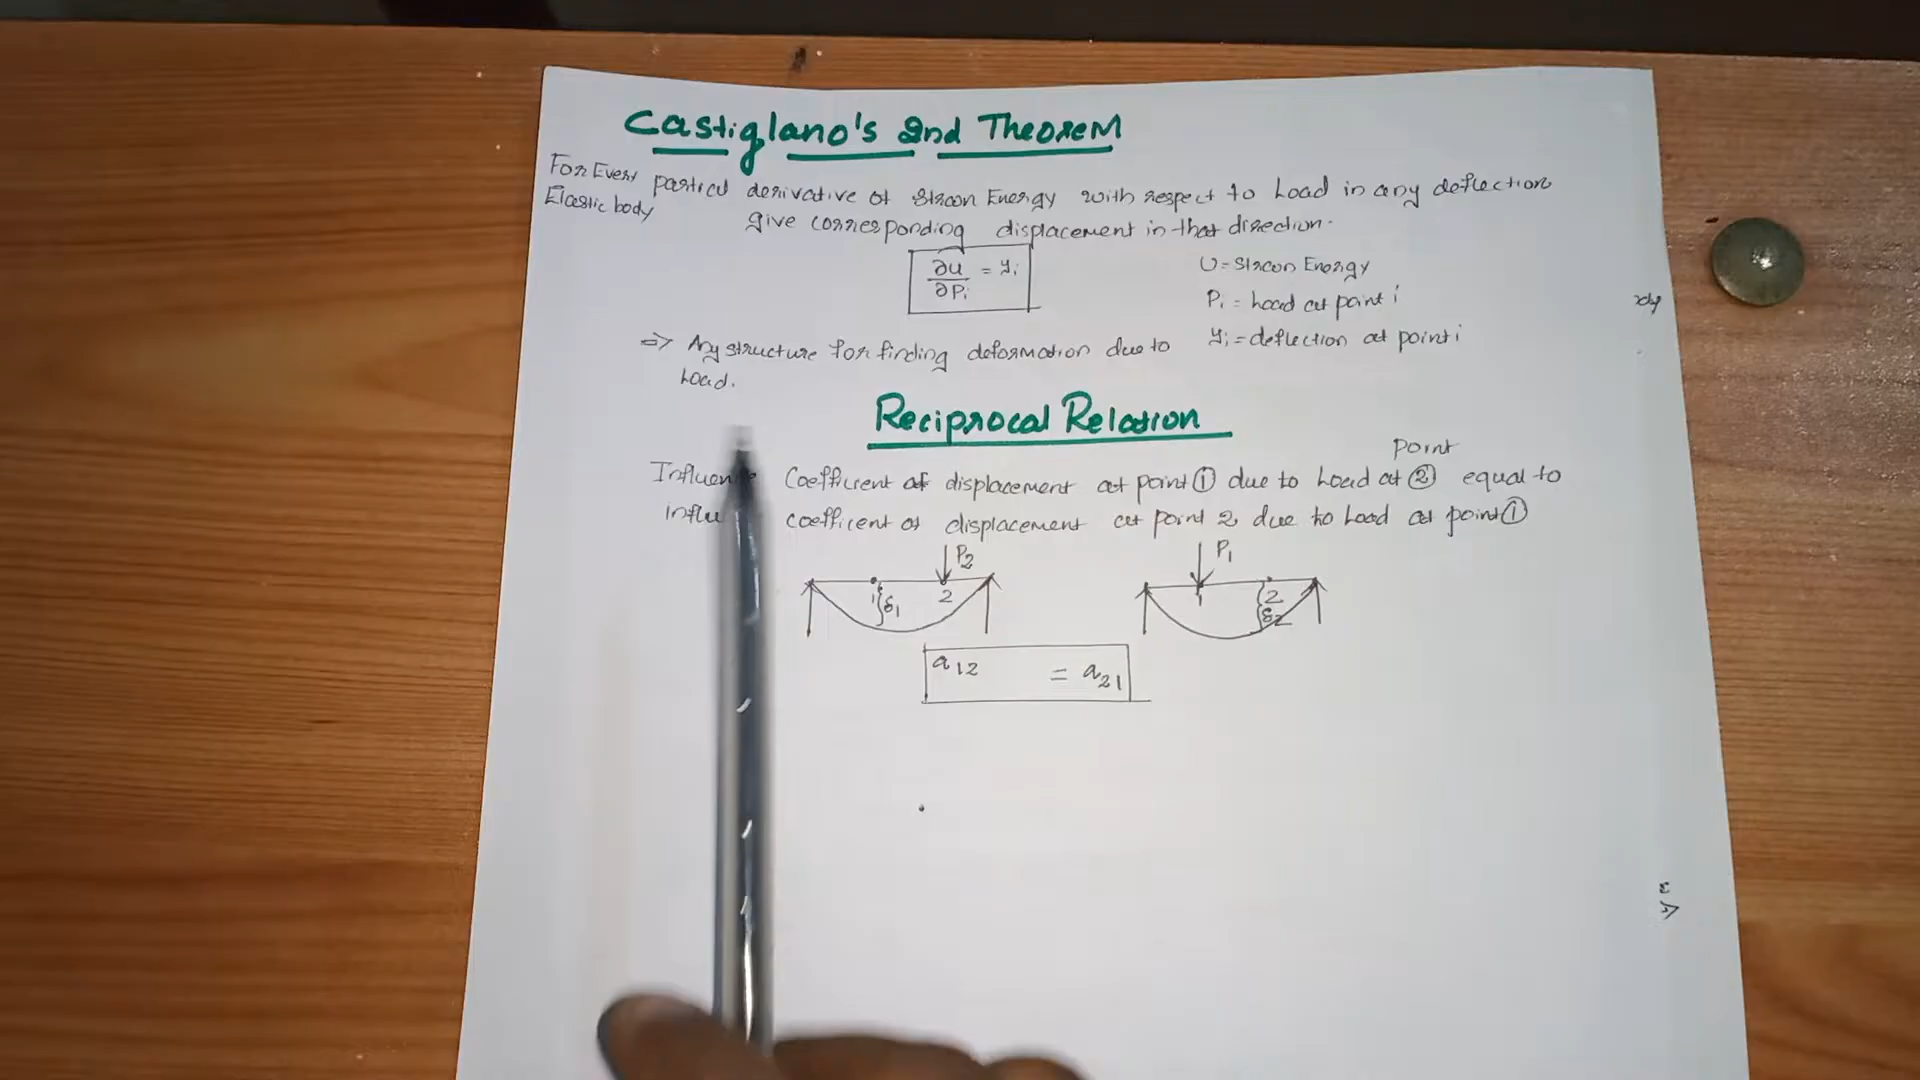 Castiglano's 2nd Theorem
For Every partical derivative of Strain Energy with respect to Load in any deflection
Elastic body give corresponding displacement in that direction.
∂u/∂Pi = yi
U = Strain Energy
Pi = Load at point i
yi = deflection at point i
⇒ Any structure for finding deformation due to
Load.
Reciprocal Relation
point
Coefficient of displacement at point ① due to Load at ② equal to
coefficent of displacement at point 2 due to Load at point ①
P2
1 δ1 2
P1
1 2 δ2
a12 = a21